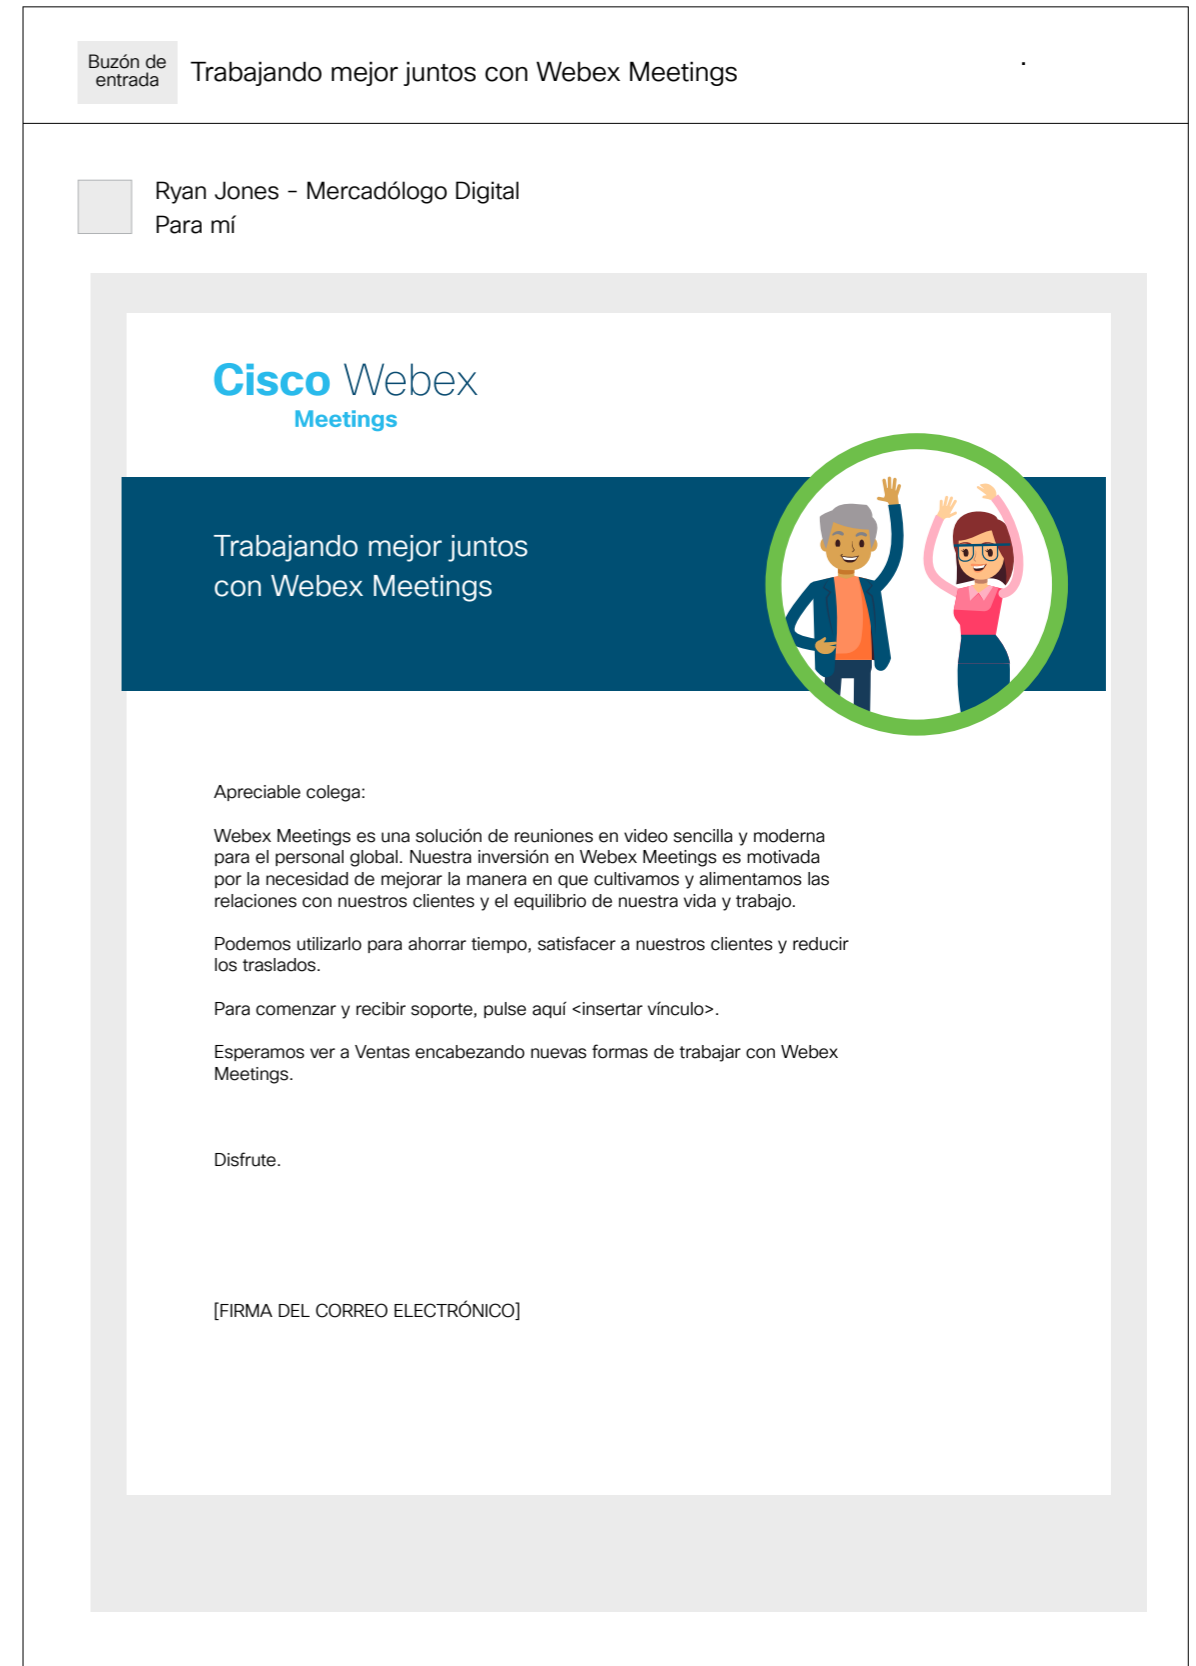 Buzón de
entrada
Trabajando mejor juntos con Webex Meetings
.
Ryan Jones - Mercadólogo Digital
Para mí
Cisco Webex
Meetings
Trabajando mejor juntos
con Webex Meetings
Apreciable colega:
Webex Meetings es una solución de reuniones en video sencilla y moderna
para el personal global. Nuestra inversión en Webex Meetings es motivada
por la necesidad de mejorar la manera en que cultivamos y alimentamos las
relaciones con nuestros clientes y el equilibrio de nuestra vida y trabajo.
Podemos utilizarlo para ahorrar tiempo, satisfacer a nuestros clientes y reducir
los traslados.
Para comenzar y recibir soporte, pulse aquí <insertar vínculo>.
Esperamos ver a Ventas encabezando nuevas formas de trabajar con Webex
Meetings.
Disfrute.
[FIRMA DEL CORREO ELECTRÓNICO]